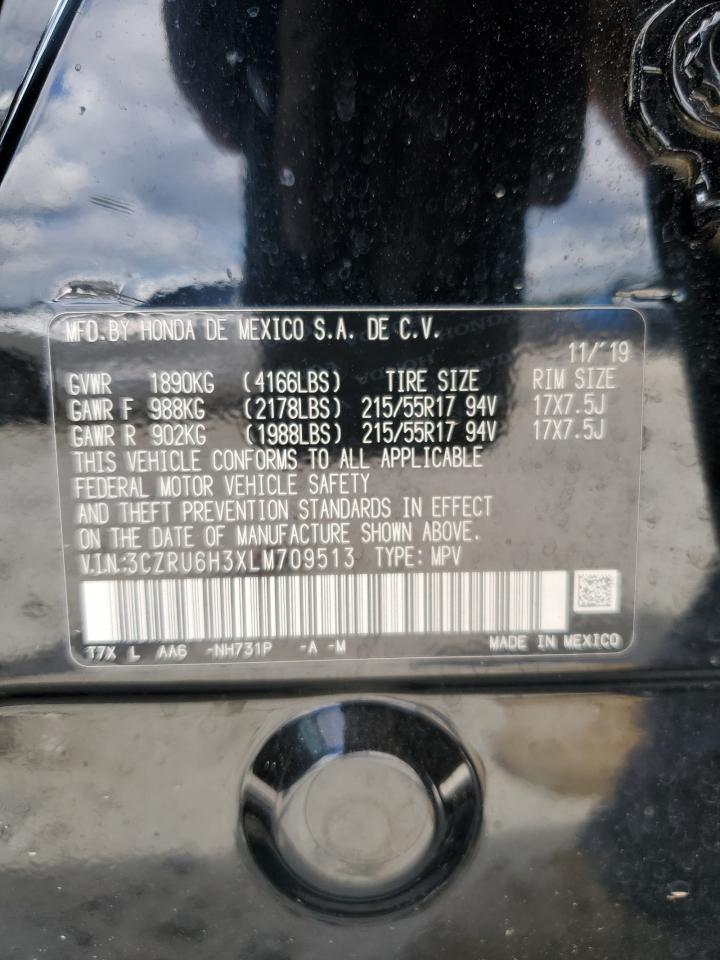 MFD.BY HONDA DE MEXICO S.A. DE C.V.
11/'19
GVWR 1890KG (4166LBS) TIRE SIZE RIM SIZE
GAWR F 988KG (2178LBS) 215/55R17 94V 17X7.5J
GAWR R 902KG (1988LBS) 215/55R17 94V 17X7.5J
THIS VEHICLE CONFORMS TO ALL APPLICABLE
FEDERAL MOTOR VEHICLE SAFETY
AND THEFT PREVENTION STANDARDS IN EFFECT
ON THE DATE OF MANUFACTURE SHOWN ABOVE.
V.I.N.:3CZRU6H3XLM709513 TYPE: MPV
T7X L AA6 -NH731P -A -M MADE IN MEXICO